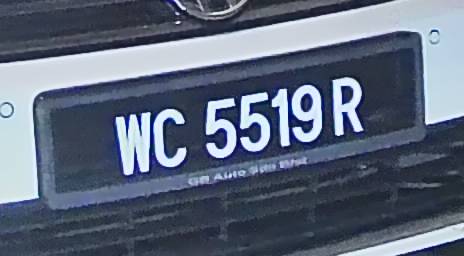 WC 5519 R
GB Auto Sdn Bhd